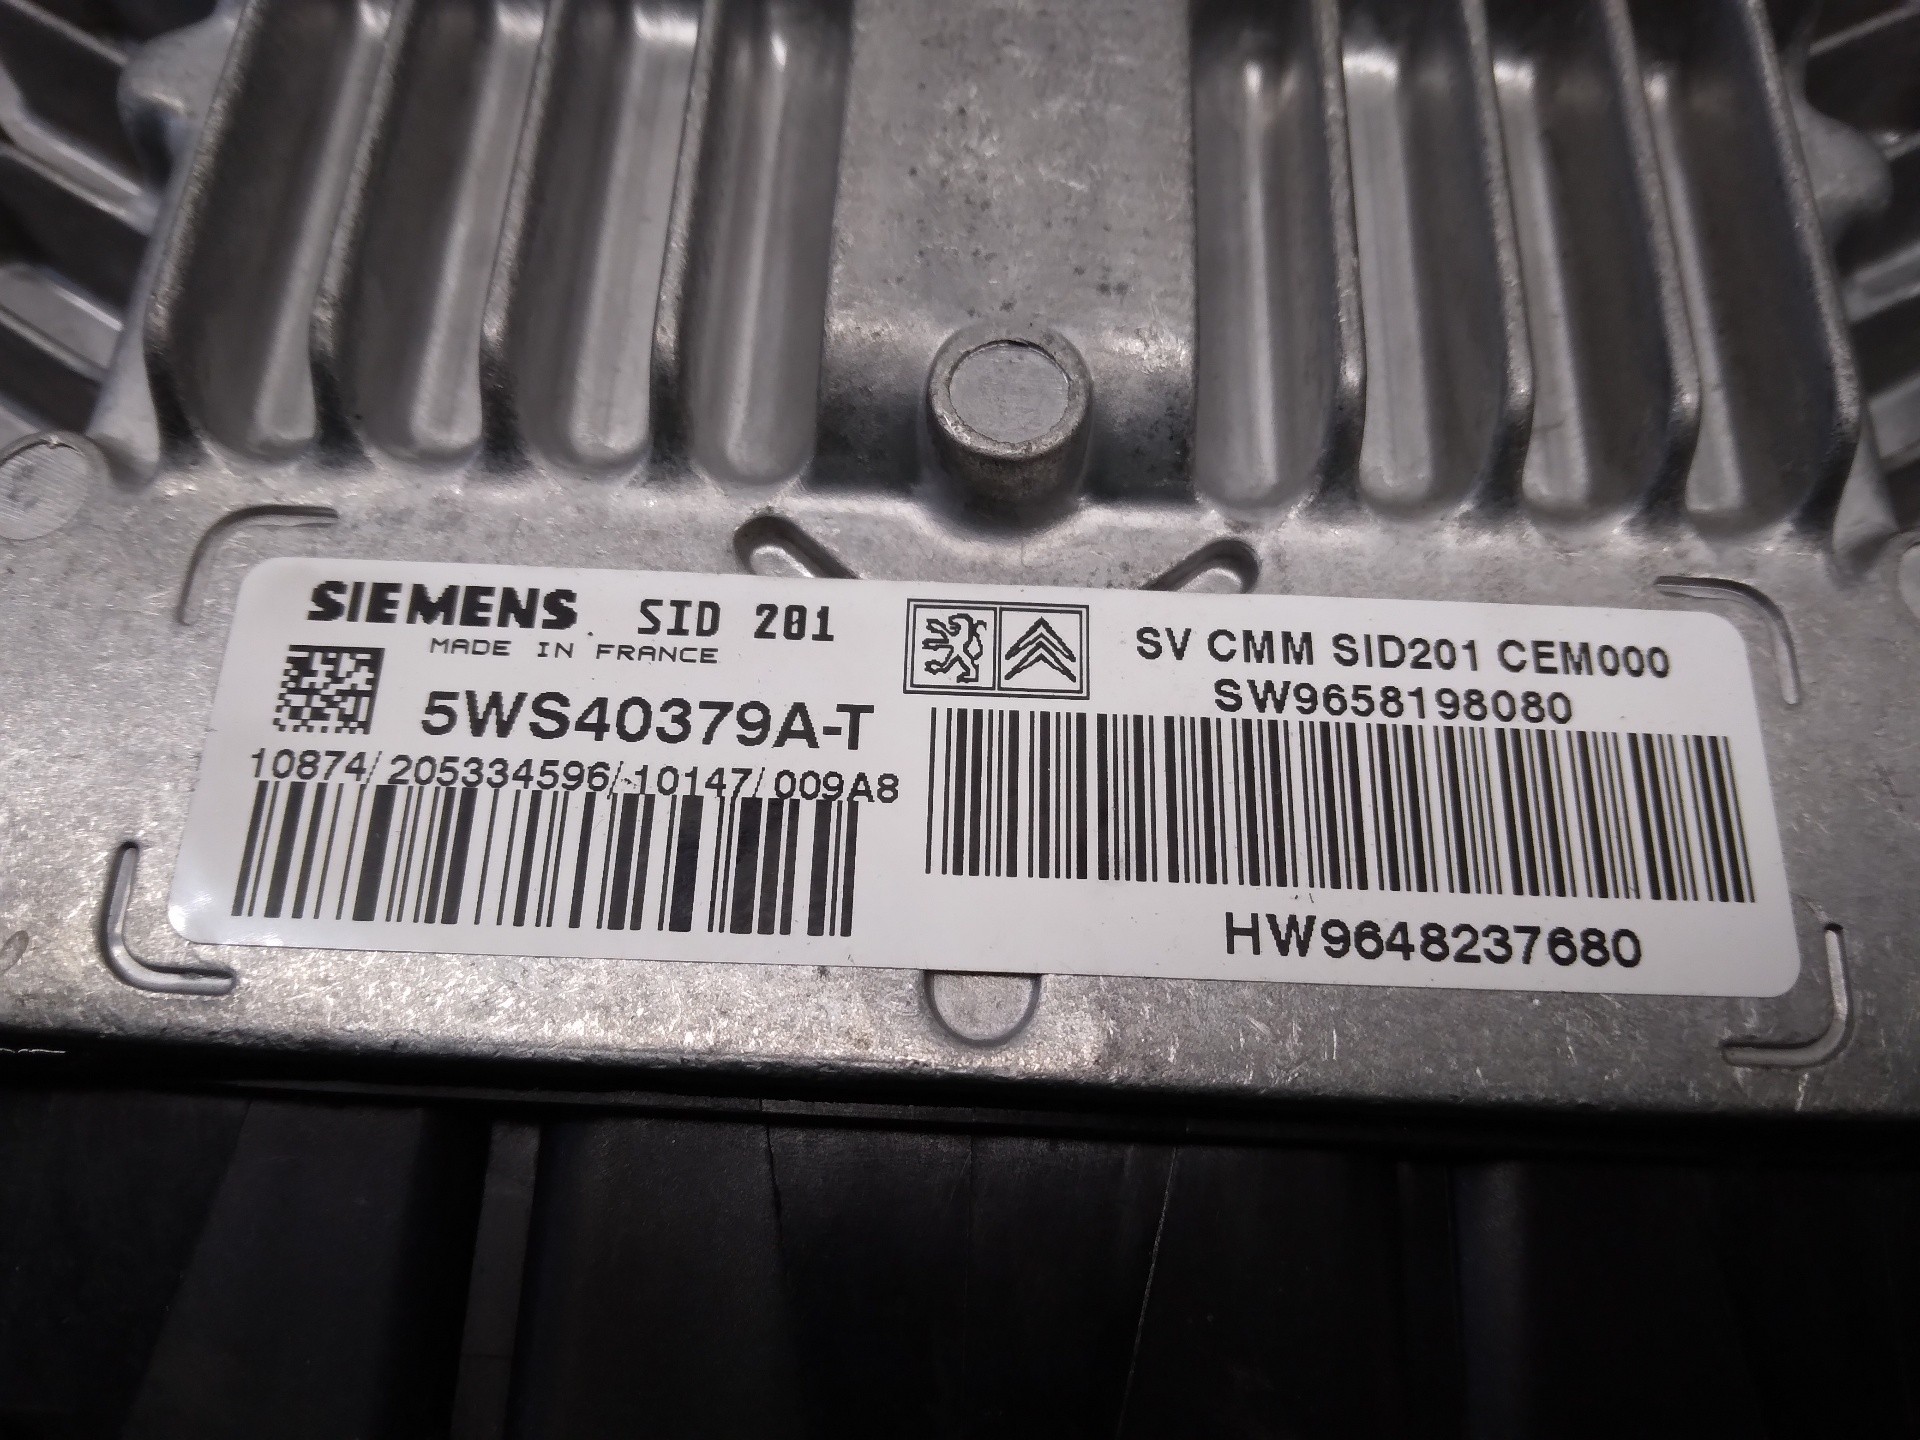 SIEMENS SID 201
MADE IN FRANCE
5WS40379A-T
10874/205334596/10147/009A8
SV CMM SID201 CEM000
SW9658198080
HW9648237680